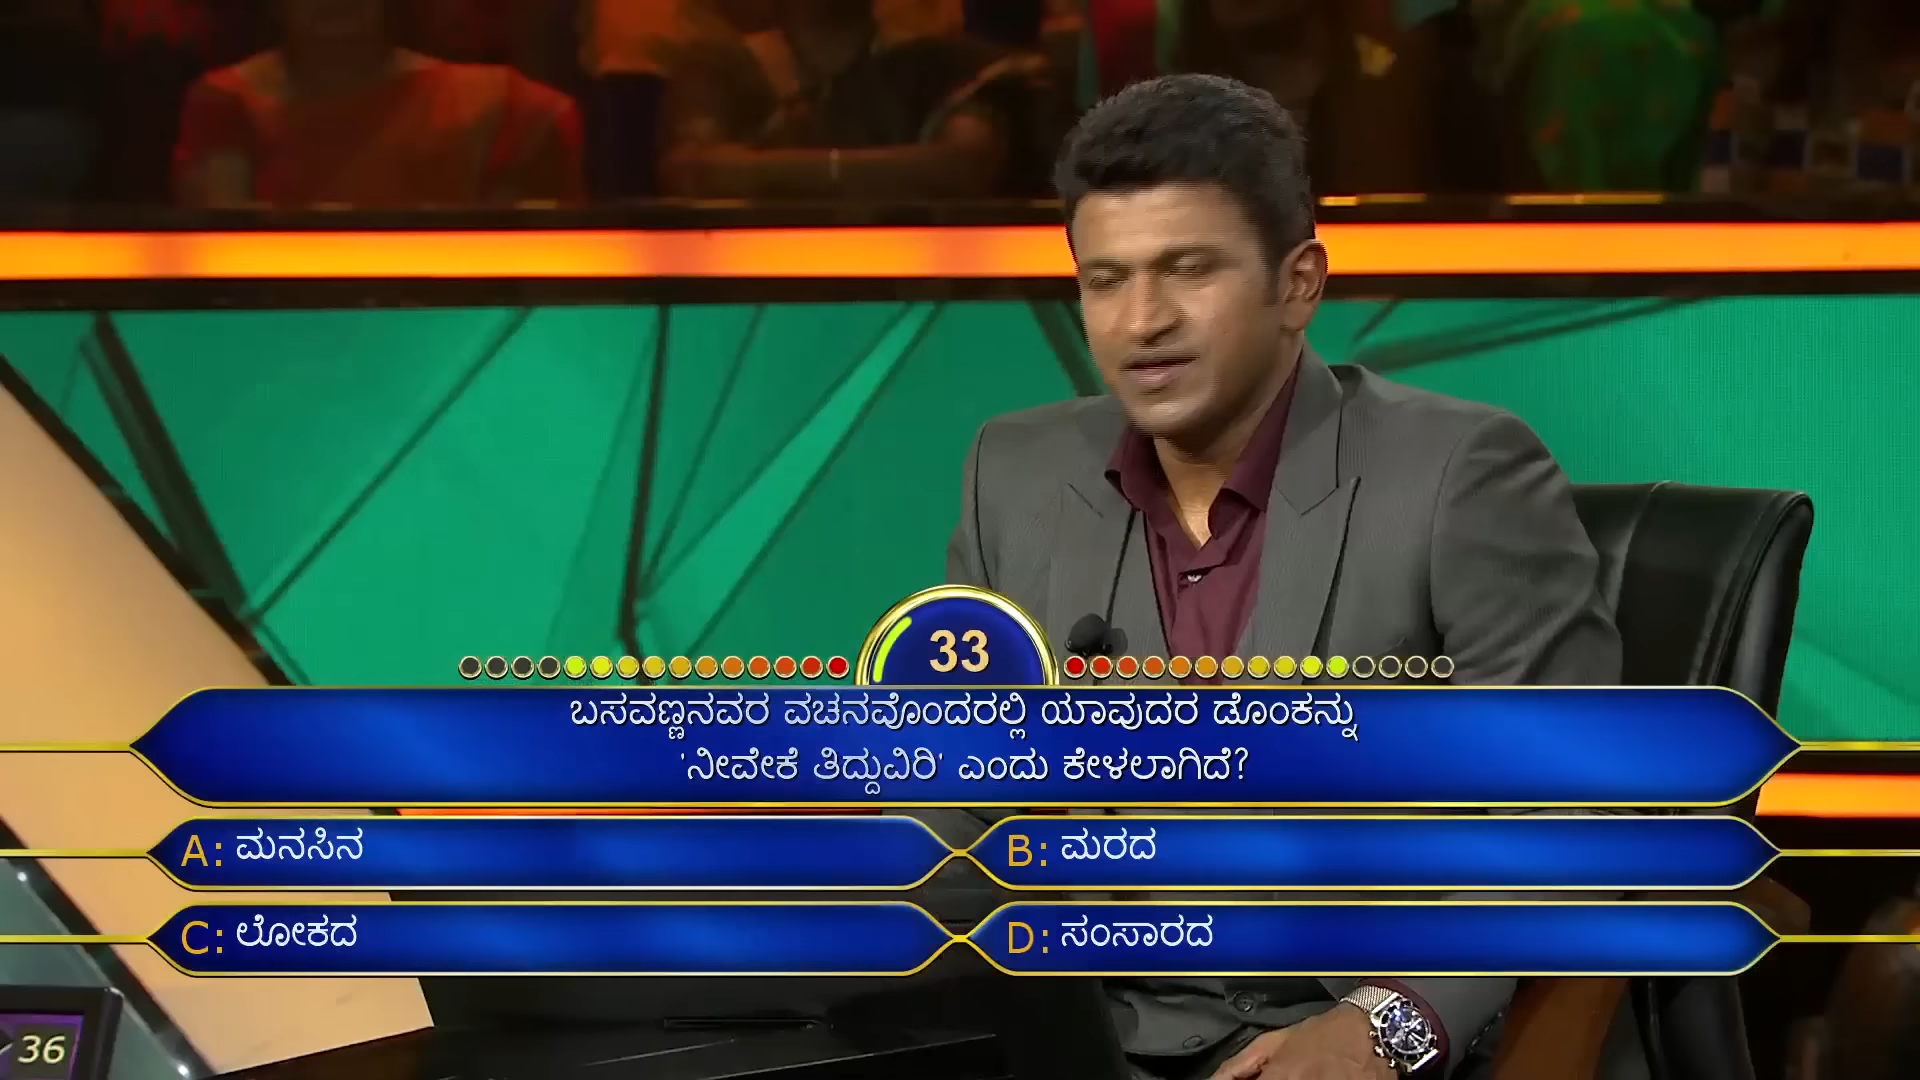 33
ಬಸವಣ್ಣನವರ ವಚನವೊಂದರಲ್ಲಿ ಯಾವುದರ ಡೊಂಕನ್ನು
'ನೀವೇಕೆ ತಿದ್ದುವಿರಿ' ಎಂದು ಕೇಳಲಾಗಿದೆ?
A: ಮನಸಿನ
B: ಮರದ
C: ಲೋಕದ
D: ಸಂಸಾರದ
36